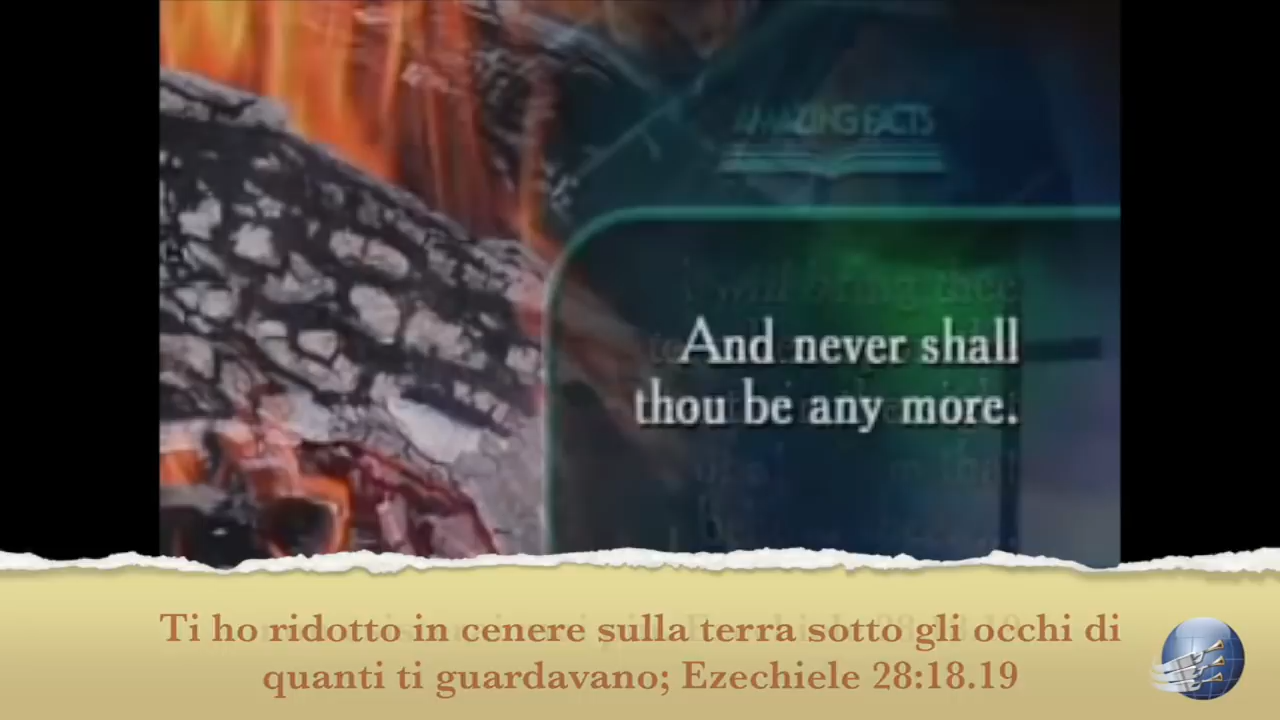 AMAZING FACTS
And never shall
thou be any more.
Ti ho ridotto in cenere sulla terra sotto gli occhi di
quanti ti guardavano; Ezechiele 28:18.19